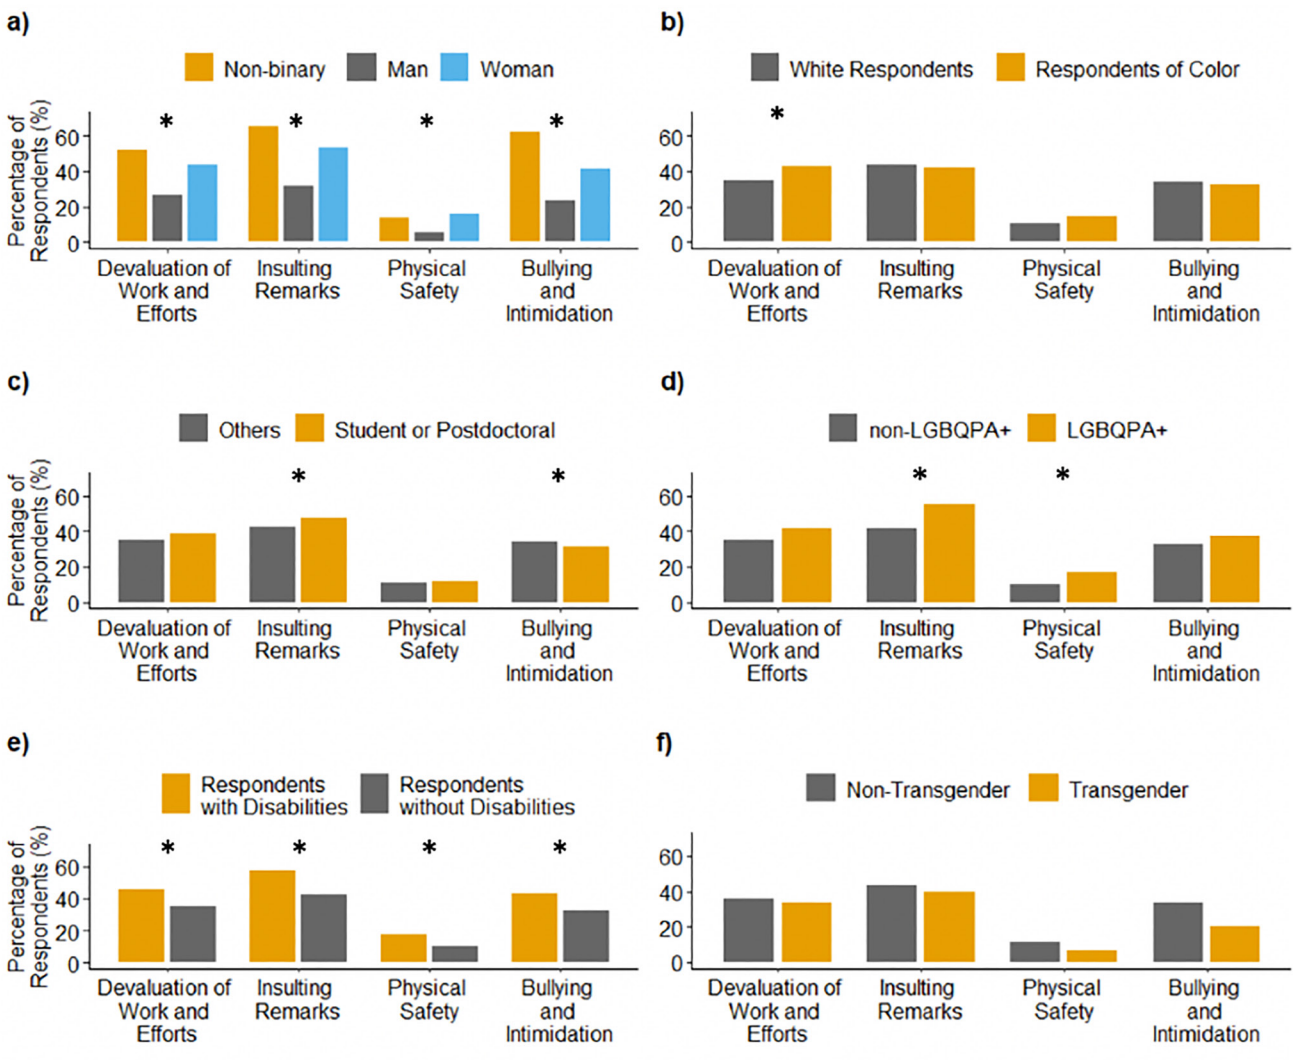 a)
Non-binary Man Woman
Percentage of
Respondents (%)
60
40
20
0
* * * *
Devaluation of
Work and
Efforts
Insulting
Remarks
Physical
Safety
Bullying
and
Intimidation
b)
White Respondents Respondents of Color
60
40
20
0
*
Devaluation of
Work and
Efforts
Insulting
Remarks
Physical
Safety
Bullying
and
Intimidation
c)
Others Student or Postdoctoral
Percentage of
Respondents (%)
60
40
20
0
* *
Devaluation of
Work and
Efforts
Insulting
Remarks
Physical
Safety
Bullying
and
Intimidation
d)
non-LGBQPA+ LGBQPA+
60
40
20
0
* *
Devaluation of
Work and
Efforts
Insulting
Remarks
Physical
Safety
Bullying
and
Intimidation
e)
Respondents
with Disabilities
Respondents
without Disabilities
Percentage of
Respondents (%)
60
40
20
0
* * * *
Devaluation of
Work and
Efforts
Insulting
Remarks
Physical
Safety
Bullying
and
Intimidation
f)
Non-Transgender Transgender
60
40
20
0
Devaluation of
Work and
Efforts
Insulting
Remarks
Physical
Safety
Bullying
and
Intimidation